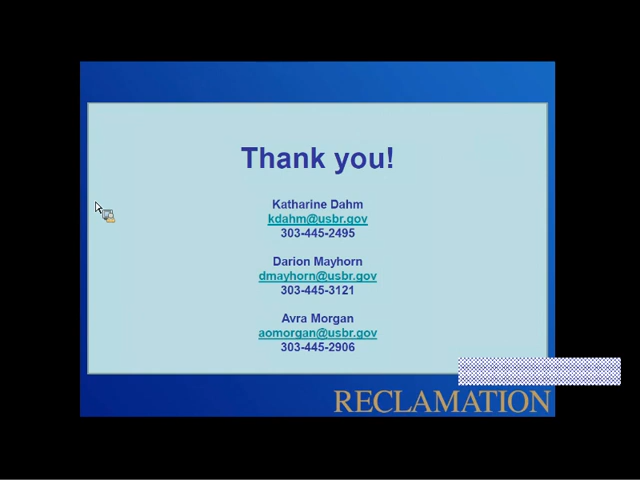 Thank you!
Katharine Dahm
kdahm@usbr.gov
303-445-2495
Darion Mayhorn
dmayhorn@usbr.gov
303-445-3121
Avra Morgan
aomorgan@usbr.gov
303-445-2906
RECLAMATION